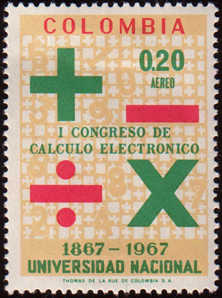 COLOMBIA
0.20
AEREO
I CONGRESO DE
CALCULO ELECTRONICO
1867-1967
UNIVERSIDAD NACIONAL
THOMAS DE LA RUE DE COLOMBIA S.A.